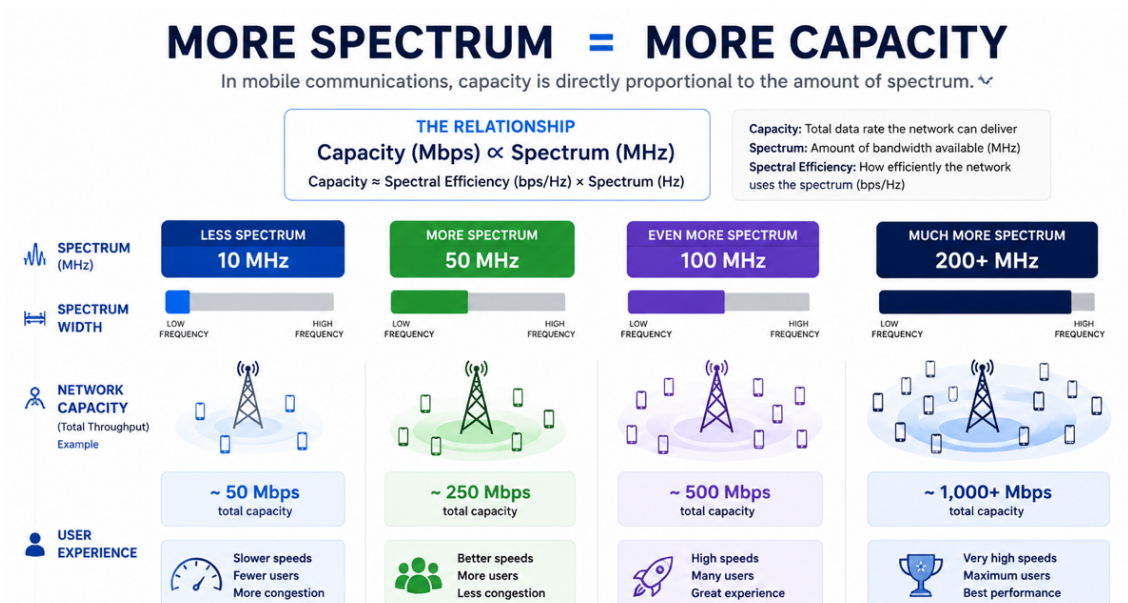 MORE SPECTRUM = MORE CAPACITY
In mobile communications, capacity is directly proportional to the amount of spectrum.
THE RELATIONSHIP
Capacity (Mbps) ∝ Spectrum (MHz)
Capacity ≈ Spectral Efficiency (bps/Hz) × Spectrum (Hz)
Capacity: Total data rate the network can deliver
Spectrum: Amount of bandwidth available (MHz)
Spectral Efficiency: How efficiently the network
uses the spectrum (bps/Hz)
SPECTRUM
(MHz)
LESS SPECTRUM
10 MHz
MORE SPECTRUM
50 MHz
EVEN MORE SPECTRUM
100 MHz
MUCH MORE SPECTRUM
200+ MHz
SPECTRUM
WIDTH
LOW
FREQUENCY
HIGH
FREQUENCY
LOW
FREQUENCY
HIGH
FREQUENCY
LOW
FREQUENCY
HIGH
FREQUENCY
LOW
FREQUENCY
HIGH
FREQUENCY
NETWORK
CAPACITY
(Total Throughput)
Example
~ 50 Mbps
total capacity
~ 250 Mbps
total capacity
~ 500 Mbps
total capacity
~ 1,000+ Mbps
total capacity
USER
EXPERIENCE
Slower speeds
Fewer users
More congestion
Better speeds
More users
Less congestion
High speeds
Many users
Great experience
Very high speeds
Maximum users
Best performance